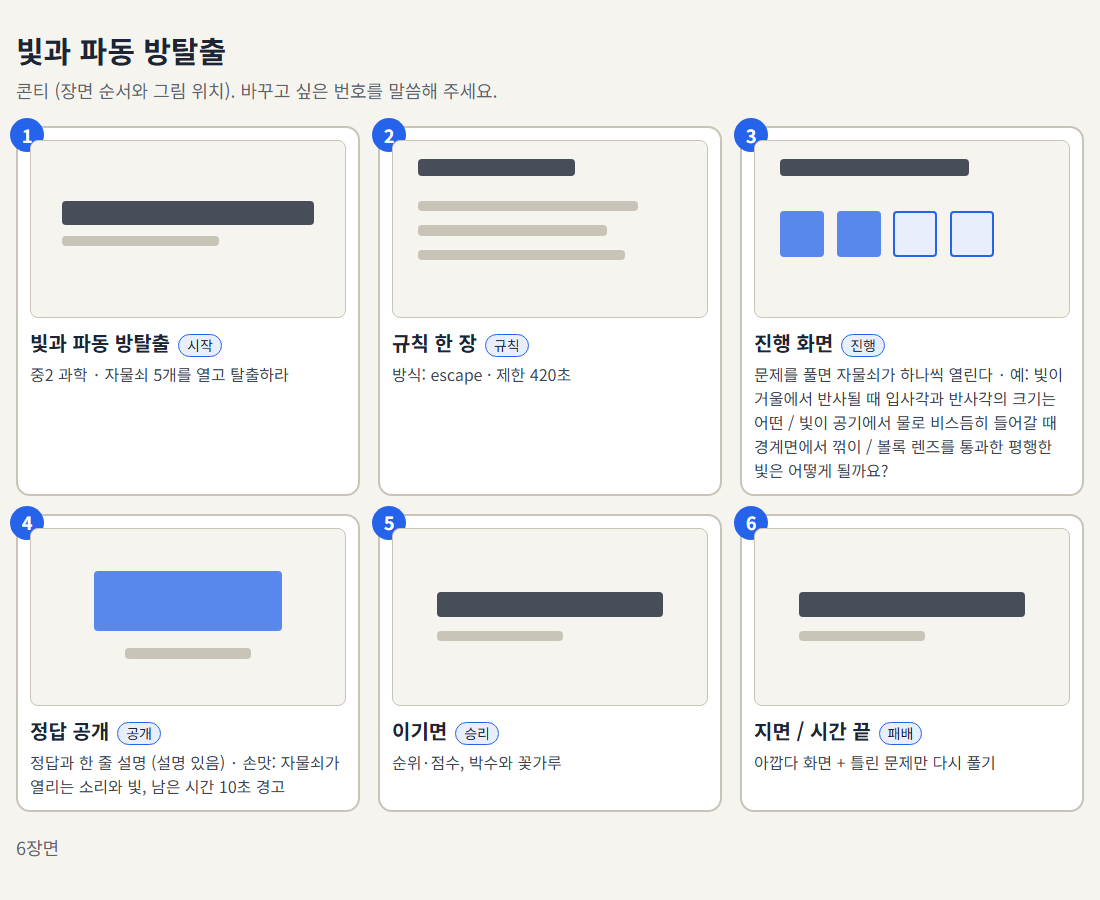 빛과 파동 방탈출
콘티 (장면 순서와 그림 위치). 바꾸고 싶은 번호를 말씀해 주세요.
1
빛과 파동 방탈출 시작
중2 과학 · 자물쇠 5개를 열고 탈출하라
2
규칙 한 장 규칙
방식: escape · 제한 420초
3
진행 화면 진행
문제를 풀면 자물쇠가 하나씩 열린다 · 예: 빛이
거울에서 반사될 때 입사각과 반사각의 크기는
어떤 / 빛이 공기에서 물로 비스듬히 들어갈 때
경계면에서 꺾이 / 볼록 렌즈를 통과한 평행한
빛은 어떻게 될까요?
4
정답 공개 공개
정답과 한 줄 설명 (설명 있음) · 손맛: 자물쇠가
열리는 소리와 빛, 남은 시간 10초 경고
5
이기면 승리
순위·점수, 박수와 꽃가루
6
지면 / 시간 끝 패배
아깝다 화면 + 틀린 문제만 다시 풀기
6장면